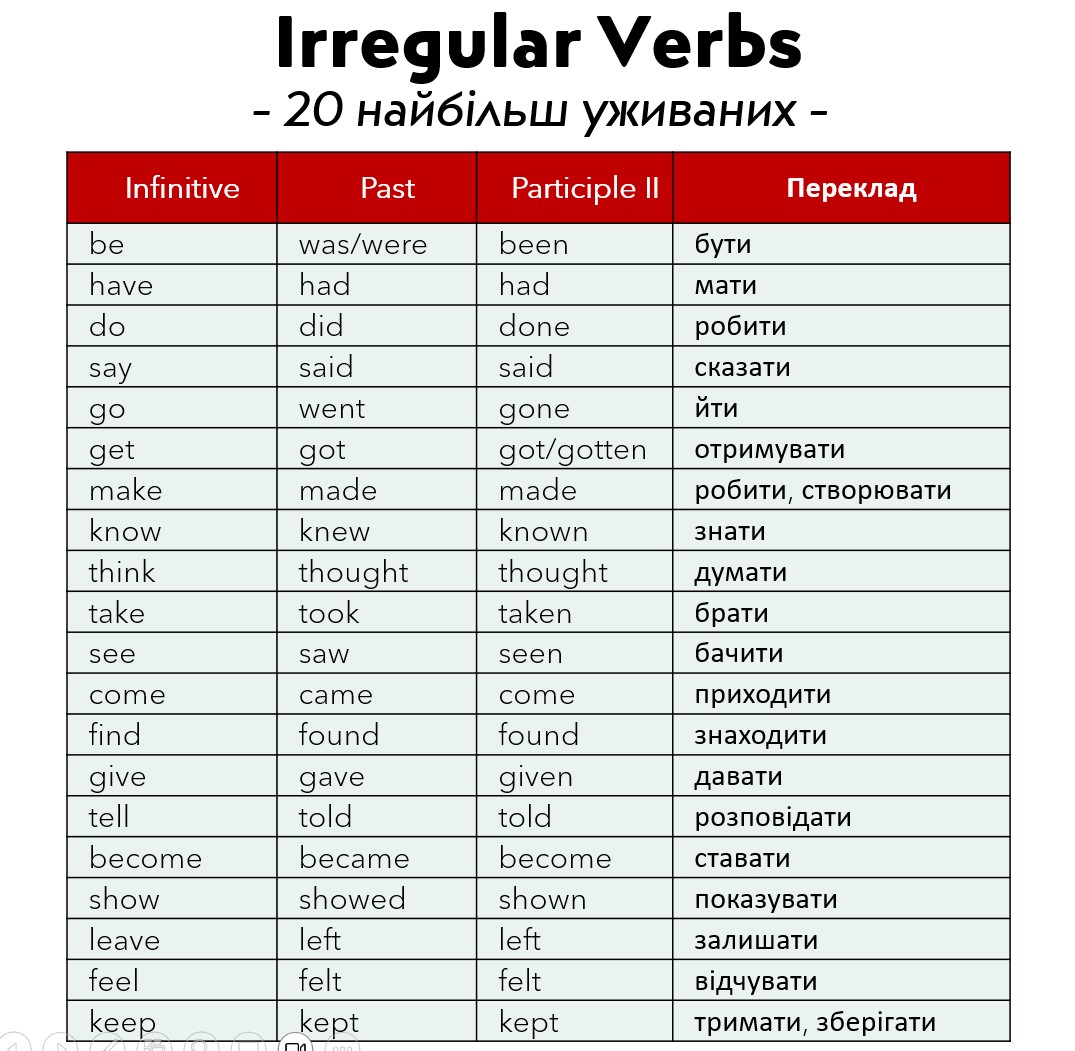 Irregular Verbs
– 20 найбільш уживаних –
Infinitive Past Participle II Переклад
be was/were been бути
have had had мати
do did done робити
say said said сказати
go went gone йти
get got got/gotten отримувати
make made made робити, створювати
know knew known знати
think thought thought думати
take took taken брати
see saw seen бачити
come came come приходити
find found found знаходити
give gave given давати
tell told told розповідати
become became become ставати
show showed shown показувати
leave left left залишати
feel felt felt відчувати
keep kept kept тримати, зберігати